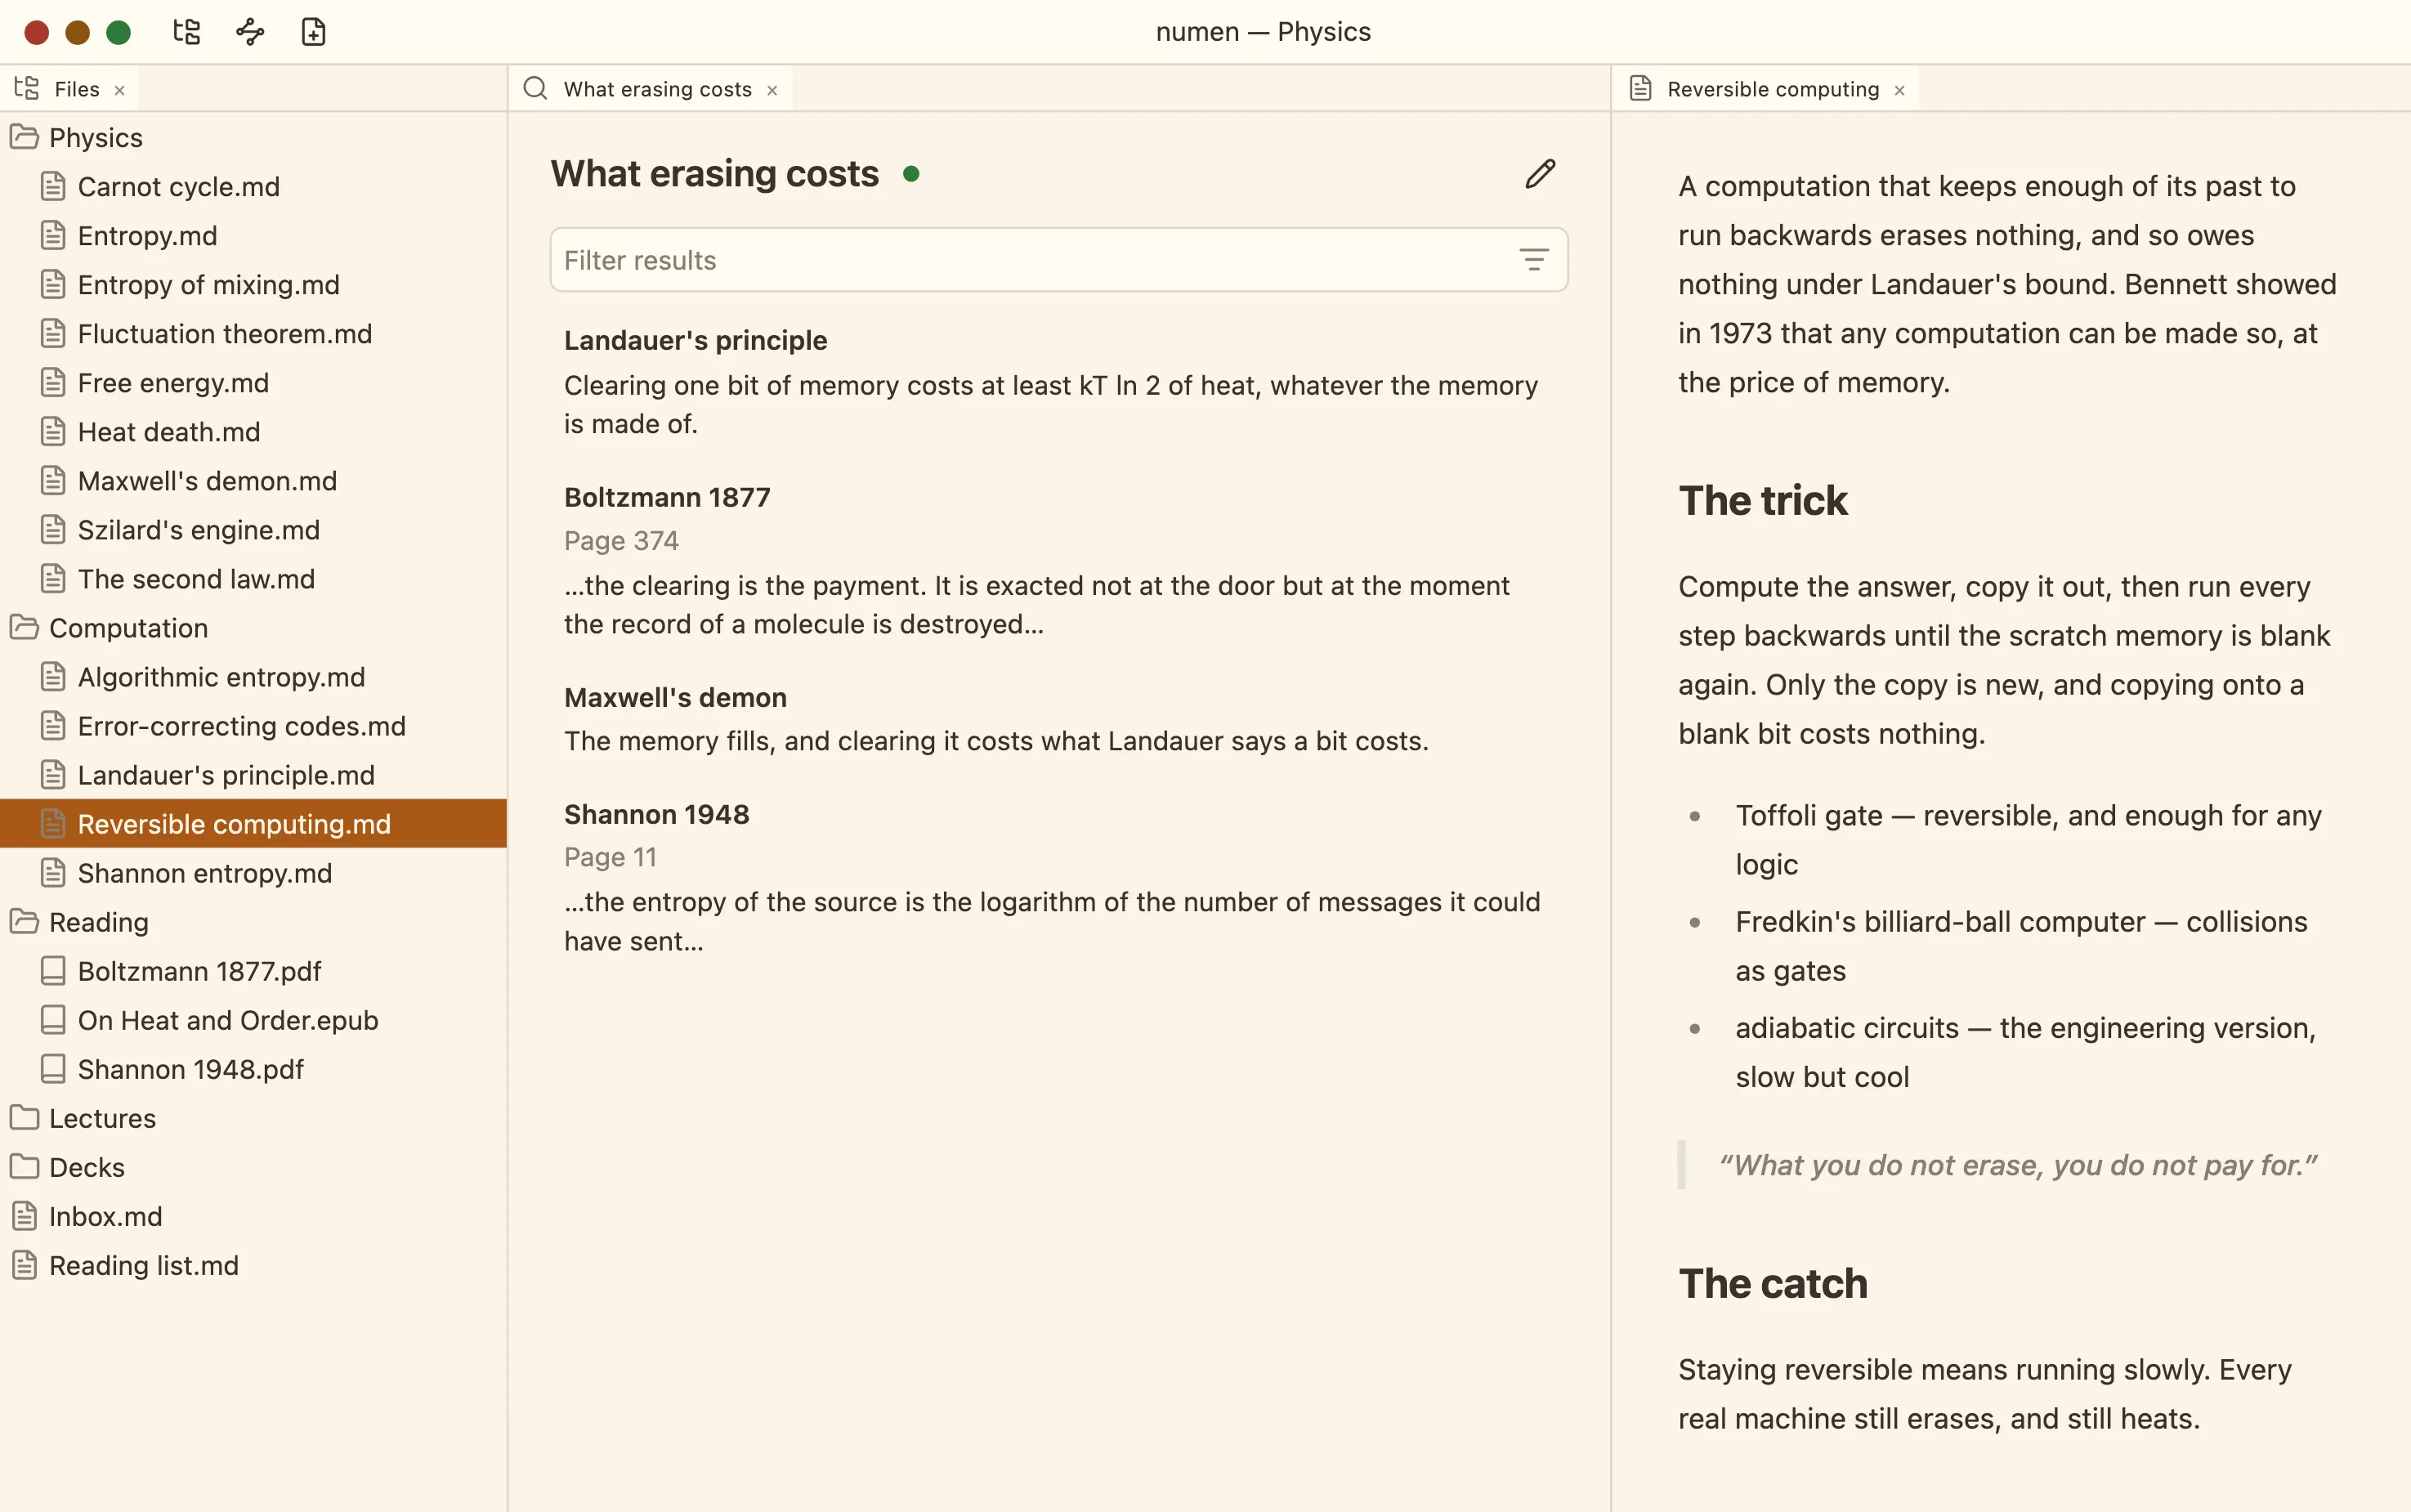 numen — Physics
Files ×
Physics
Carnot cycle.md
Entropy.md
Entropy of mixing.md
Fluctuation theorem.md
Free energy.md
Heat death.md
Maxwell's demon.md
Szilard's engine.md
The second law.md
Computation
Algorithmic entropy.md
Error-correcting codes.md
Landauer's principle.md
Reversible computing.md
Shannon entropy.md
Reading
Boltzmann 1877.pdf
On Heat and Order.epub
Shannon 1948.pdf
Lectures
Decks
Inbox.md
Reading list.md
What erasing costs ×
What erasing costs
Filter results
Landauer's principle
Clearing one bit of memory costs at least kT ln 2 of heat, whatever the memory
is made of.
Boltzmann 1877
Page 374
…the clearing is the payment. It is exacted not at the door but at the moment
the record of a molecule is destroyed…
Maxwell's demon
The memory fills, and clearing it costs what Landauer says a bit costs.
Shannon 1948
Page 11
…the entropy of the source is the logarithm of the number of messages it could
have sent…
Reversible computing ×
A computation that keeps enough of its past to
run backwards erases nothing, and so owes
nothing under Landauer's bound. Bennett showed
in 1973 that any computation can be made so, at
the price of memory.
The trick
Compute the answer, copy it out, then run every
step backwards until the scratch memory is blank
again. Only the copy is new, and copying onto a
blank bit costs nothing.
• Toffoli gate — reversible, and enough for any
logic
• Fredkin's billiard-ball computer — collisions
as gates
• adiabatic circuits — the engineering version,
slow but cool
“What you do not erase, you do not pay for.”
The catch
Staying reversible means running slowly. Every
real machine still erases, and still heats.